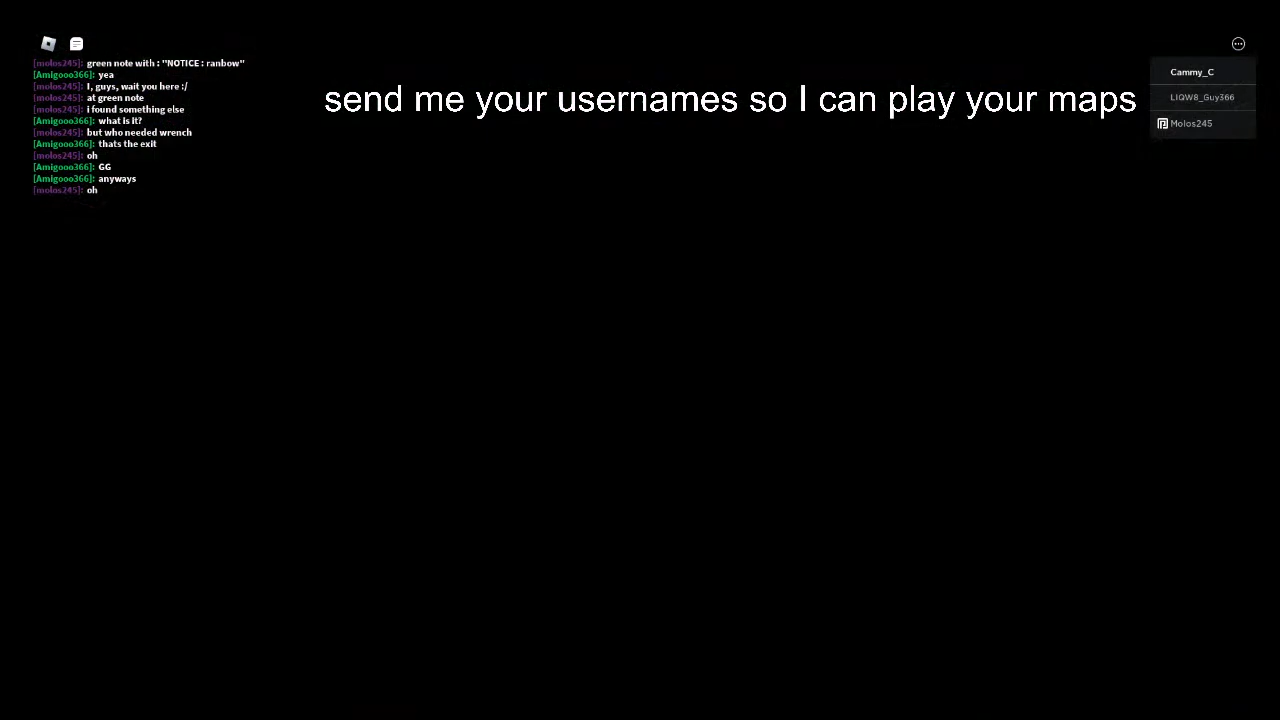 [molos245]: green note with : "NOTICE : ranbow"
[Amigooo366]: yea
[molos245]: I, guys, wait you here :/
[molos245]: at green note
[molos245]: i found something else
[Amigooo366]: what is it?
[molos245]: but who needed wrench
[Amigooo366]: thats the exit
[molos245]: oh
[Amigooo366]: GG
[Amigooo366]: anyways
[molos245]: oh
send me your usernames so I can play your maps
Cammy_C
LIQW8_Guy366
Molos245